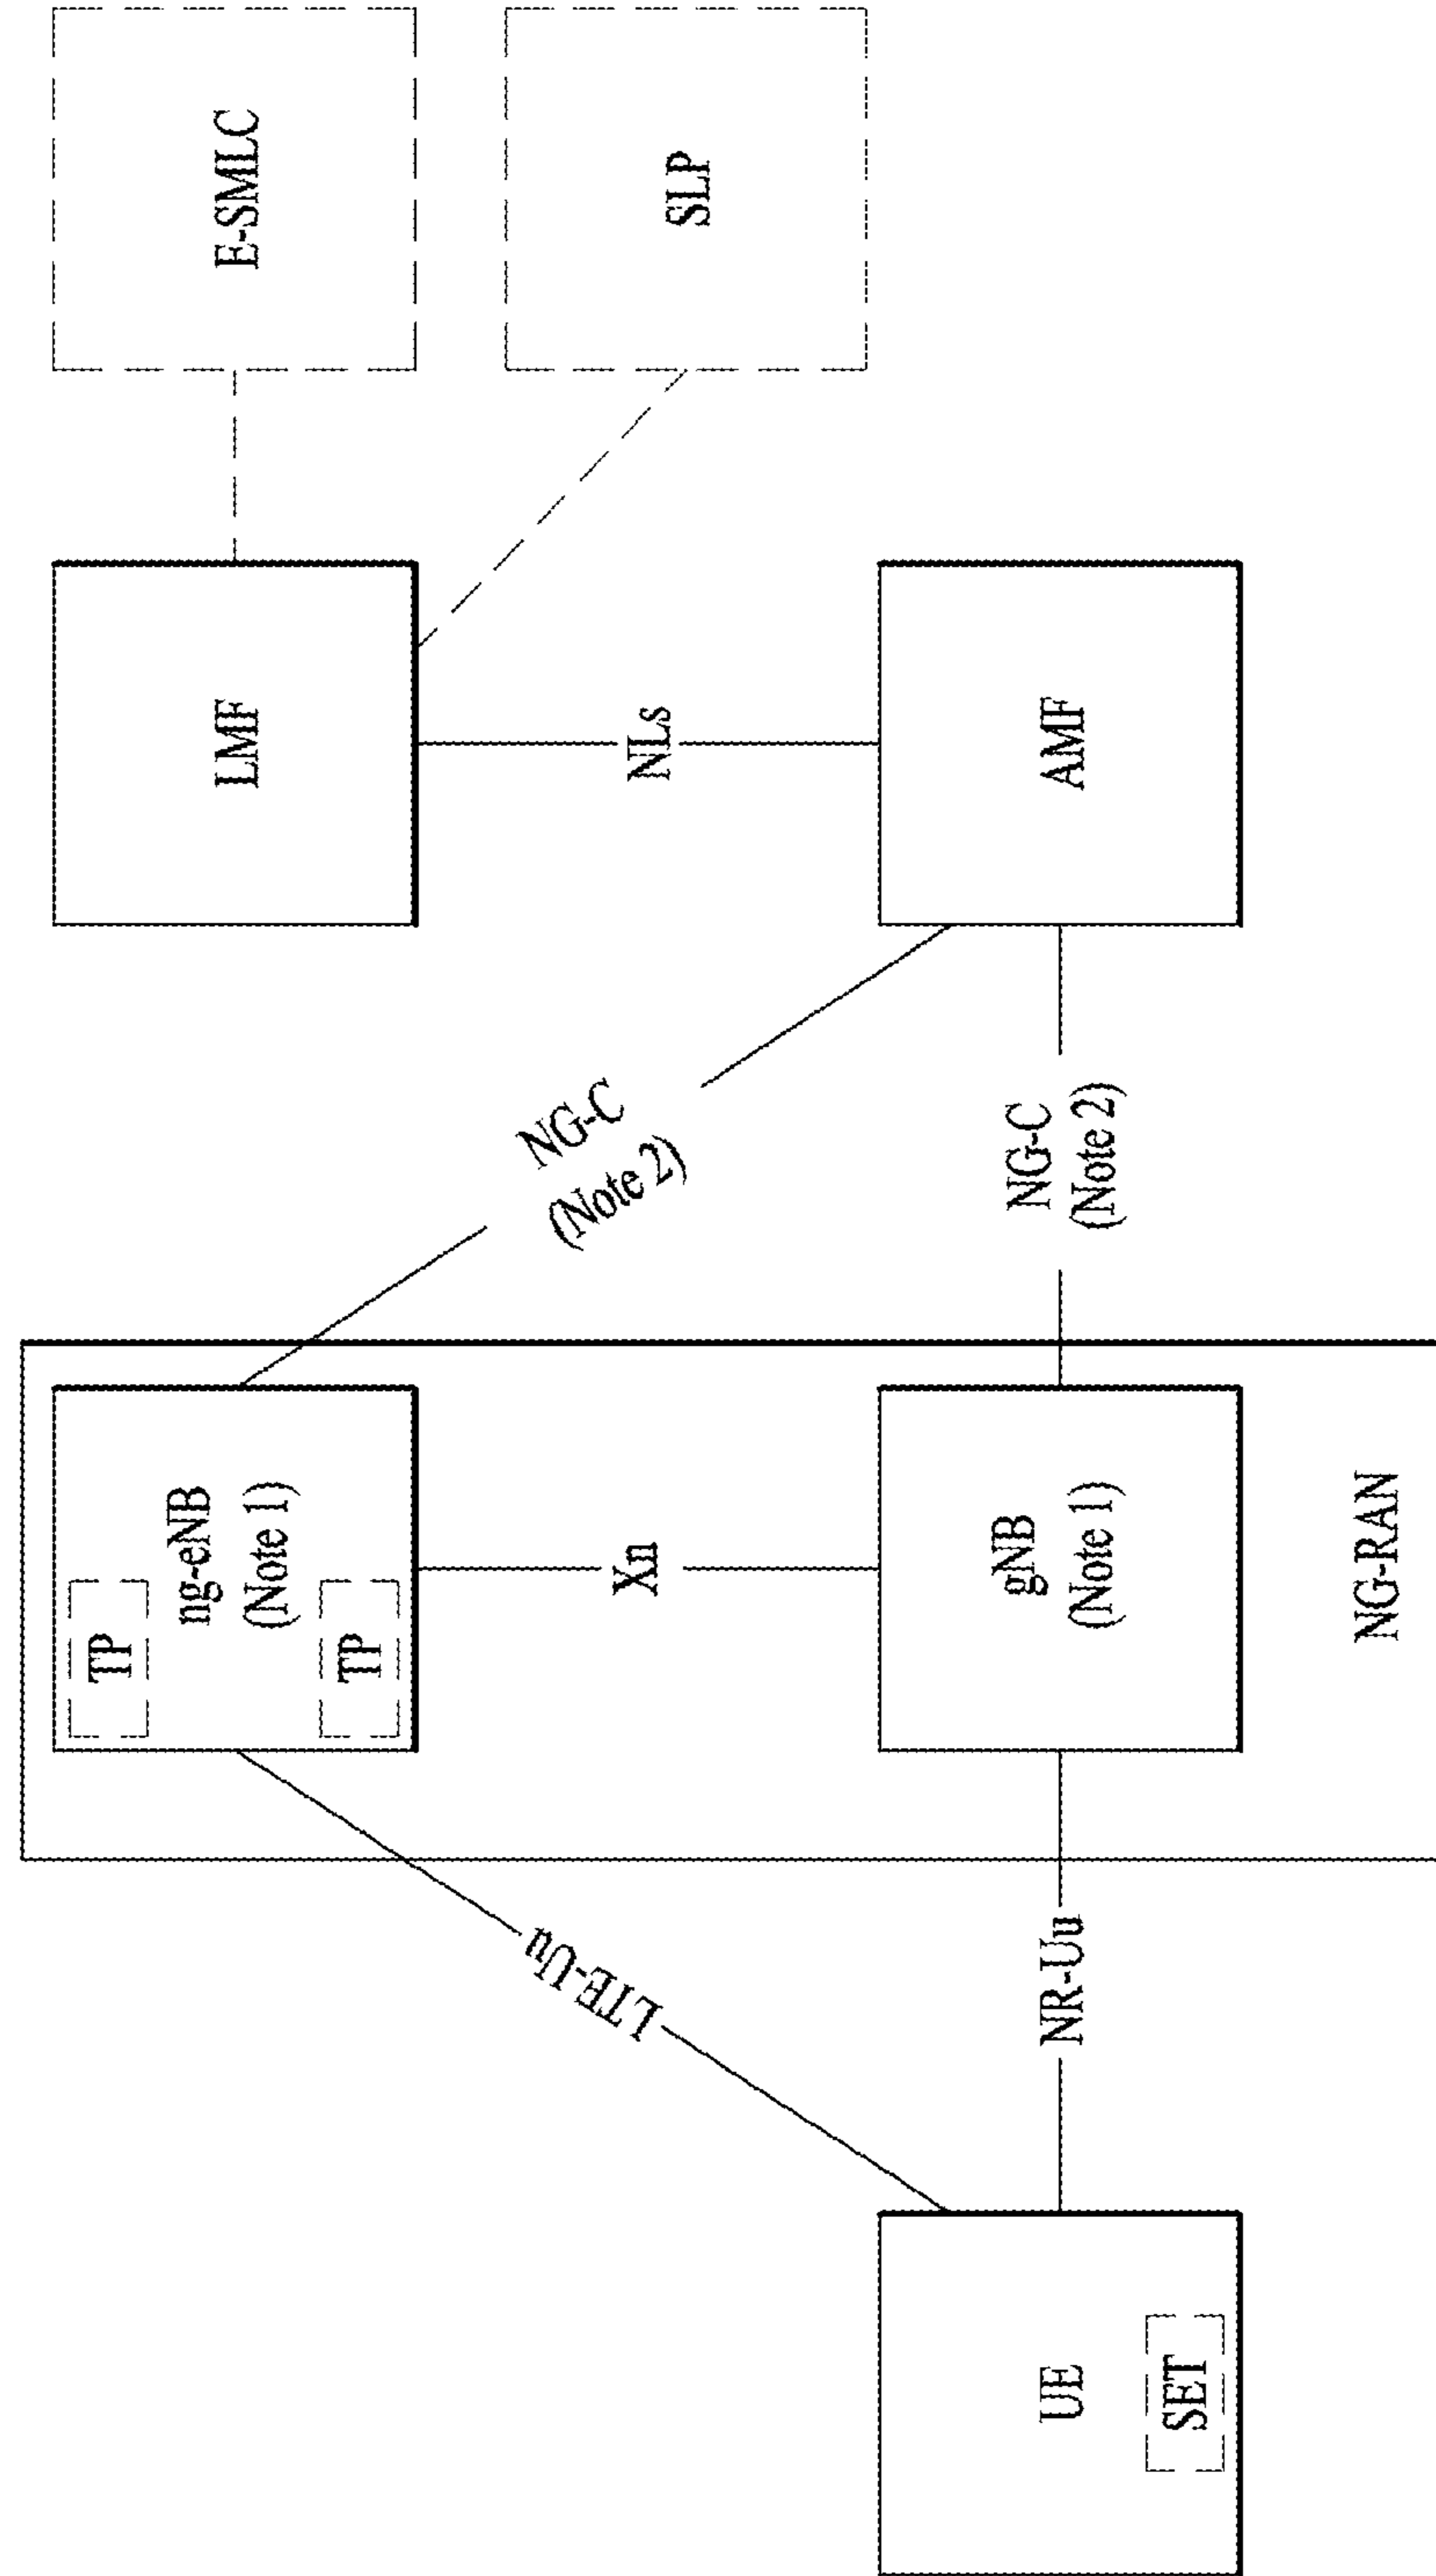 TP
ng-eNB
(Note 1)
TP
LMF
E-SMLC
LTE-Uu
Xn
NG-C
(Note 2)
NLs
SLP
UE
SET
NR-Uu
gNB
(Note 1)
NG-C
(Note 2)
AMF
NG-RAN